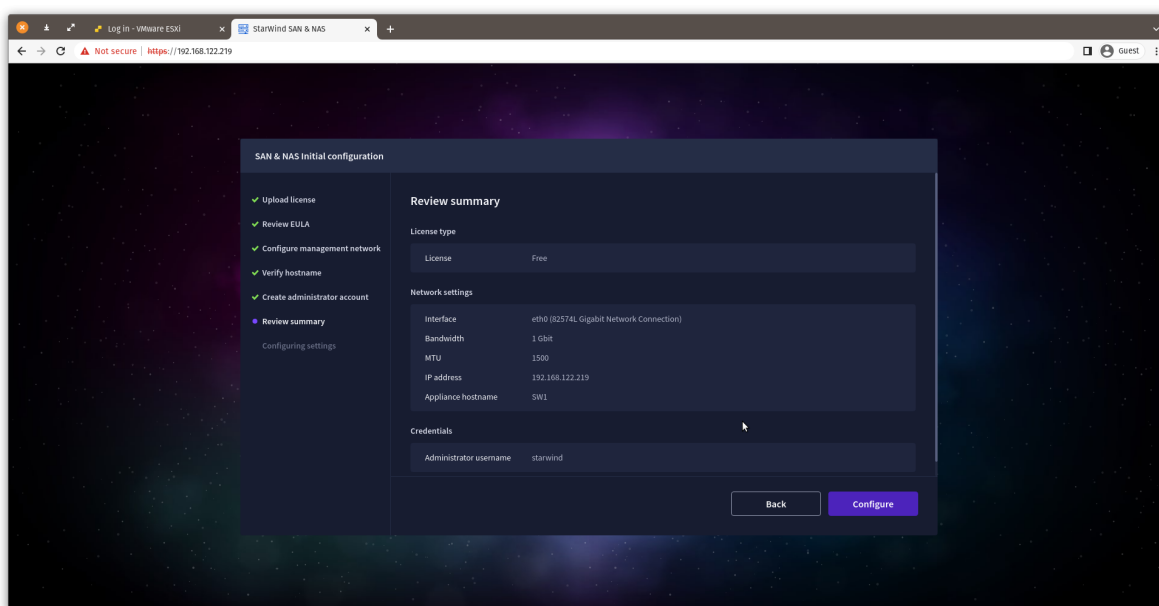 Log in - VMware ESXi
StarWind SAN & NAS
Not secure
https://192.168.122.219
Guest
SAN & NAS Initial configuration
Upload license
Review EULA
Configure management network
Verify hostname
Create administrator account
Review summary
Configuring settings
Review summary
License type
License Free
Network settings
Interface eth0 (82574L Gigabit Network Connection)
Bandwidth 1 Gbit
MTU 1500
IP address 192.168.122.219
Appliance hostname SW1
Credentials
Administrator username starwind
Back
Configure